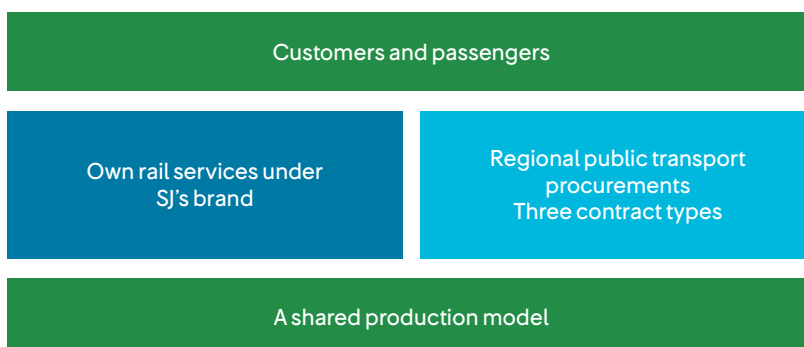 Customers and passengers
Own rail services under
SJ's brand
Regional public transport
procurements
Three contract types
A shared production model